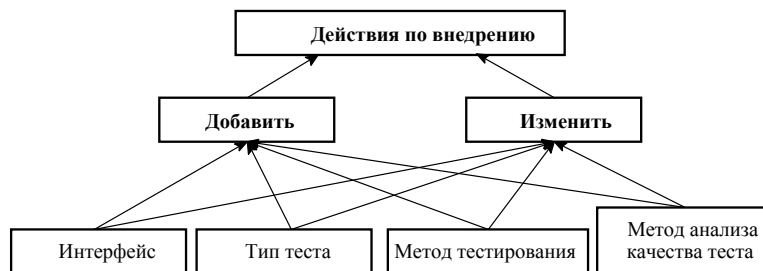 Действия по внедрению
Добавить
Изменить
Интерфейс
Тип теста
Метод тестирования
Метод анализа
качества теста